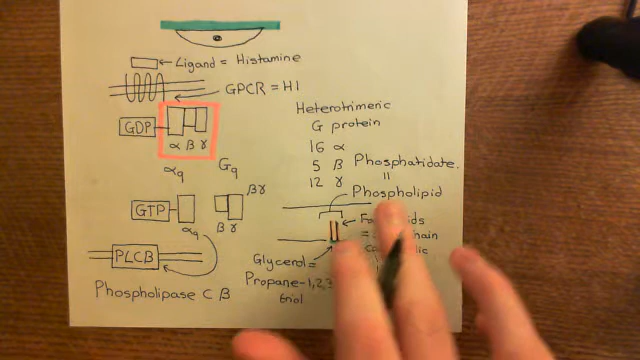 Ligand = Histamine
GPCR = H1
GDP
α β γ
αq
Gq
Heterotrimeric
G protein
16 α
5 β
12 γ
Phosphatidate
=
Phospholipid
GTP
αq
β γ
βγ
PLCβ
Phospholipase C β
Glycerol =
Propane-1,2,3
triol